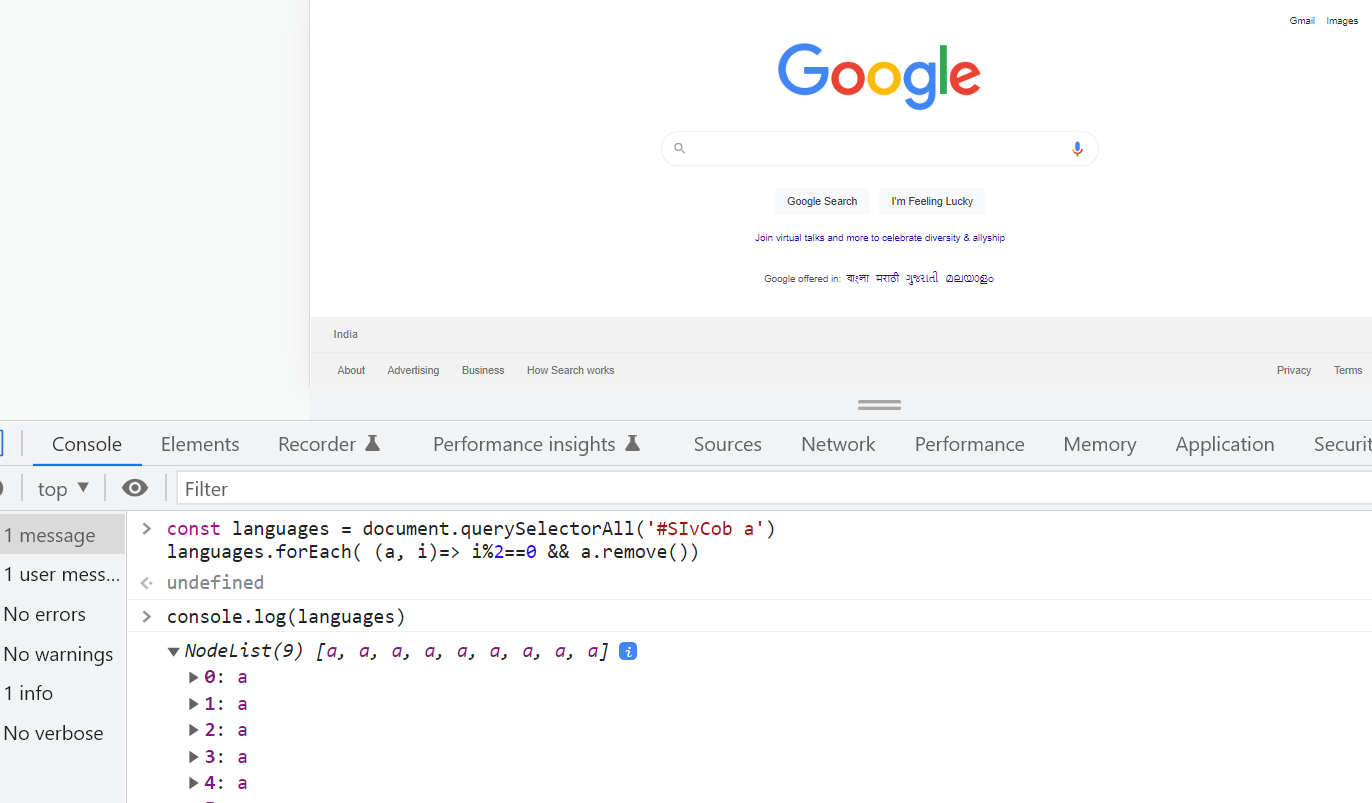 Gmail Images
Google
Google Search I'm Feeling Lucky
Join virtual talks and more to celebrate diversity & allyship
Google offered in: বাংলা मराठी ગુજરાતી മലയാളം
India
About Advertising Business How Search works Privacy Terms
Console Elements Recorder Performance insights Sources Network Performance Memory Application Securit
top ▼ Filter
1 message
1 user mess...
No errors
No warnings
1 info
No verbose
> const languages = document.querySelectorAll('#SIvCob a')
languages.forEach( (a, i)=> i%2==0 && a.remove())
undefined
> console.log(languages)
▼ NodeList(9) [a, a, a, a, a, a, a, a, a] i
▶ 0: a
▶ 1: a
▶ 2: a
▶ 3: a
▶ 4: a